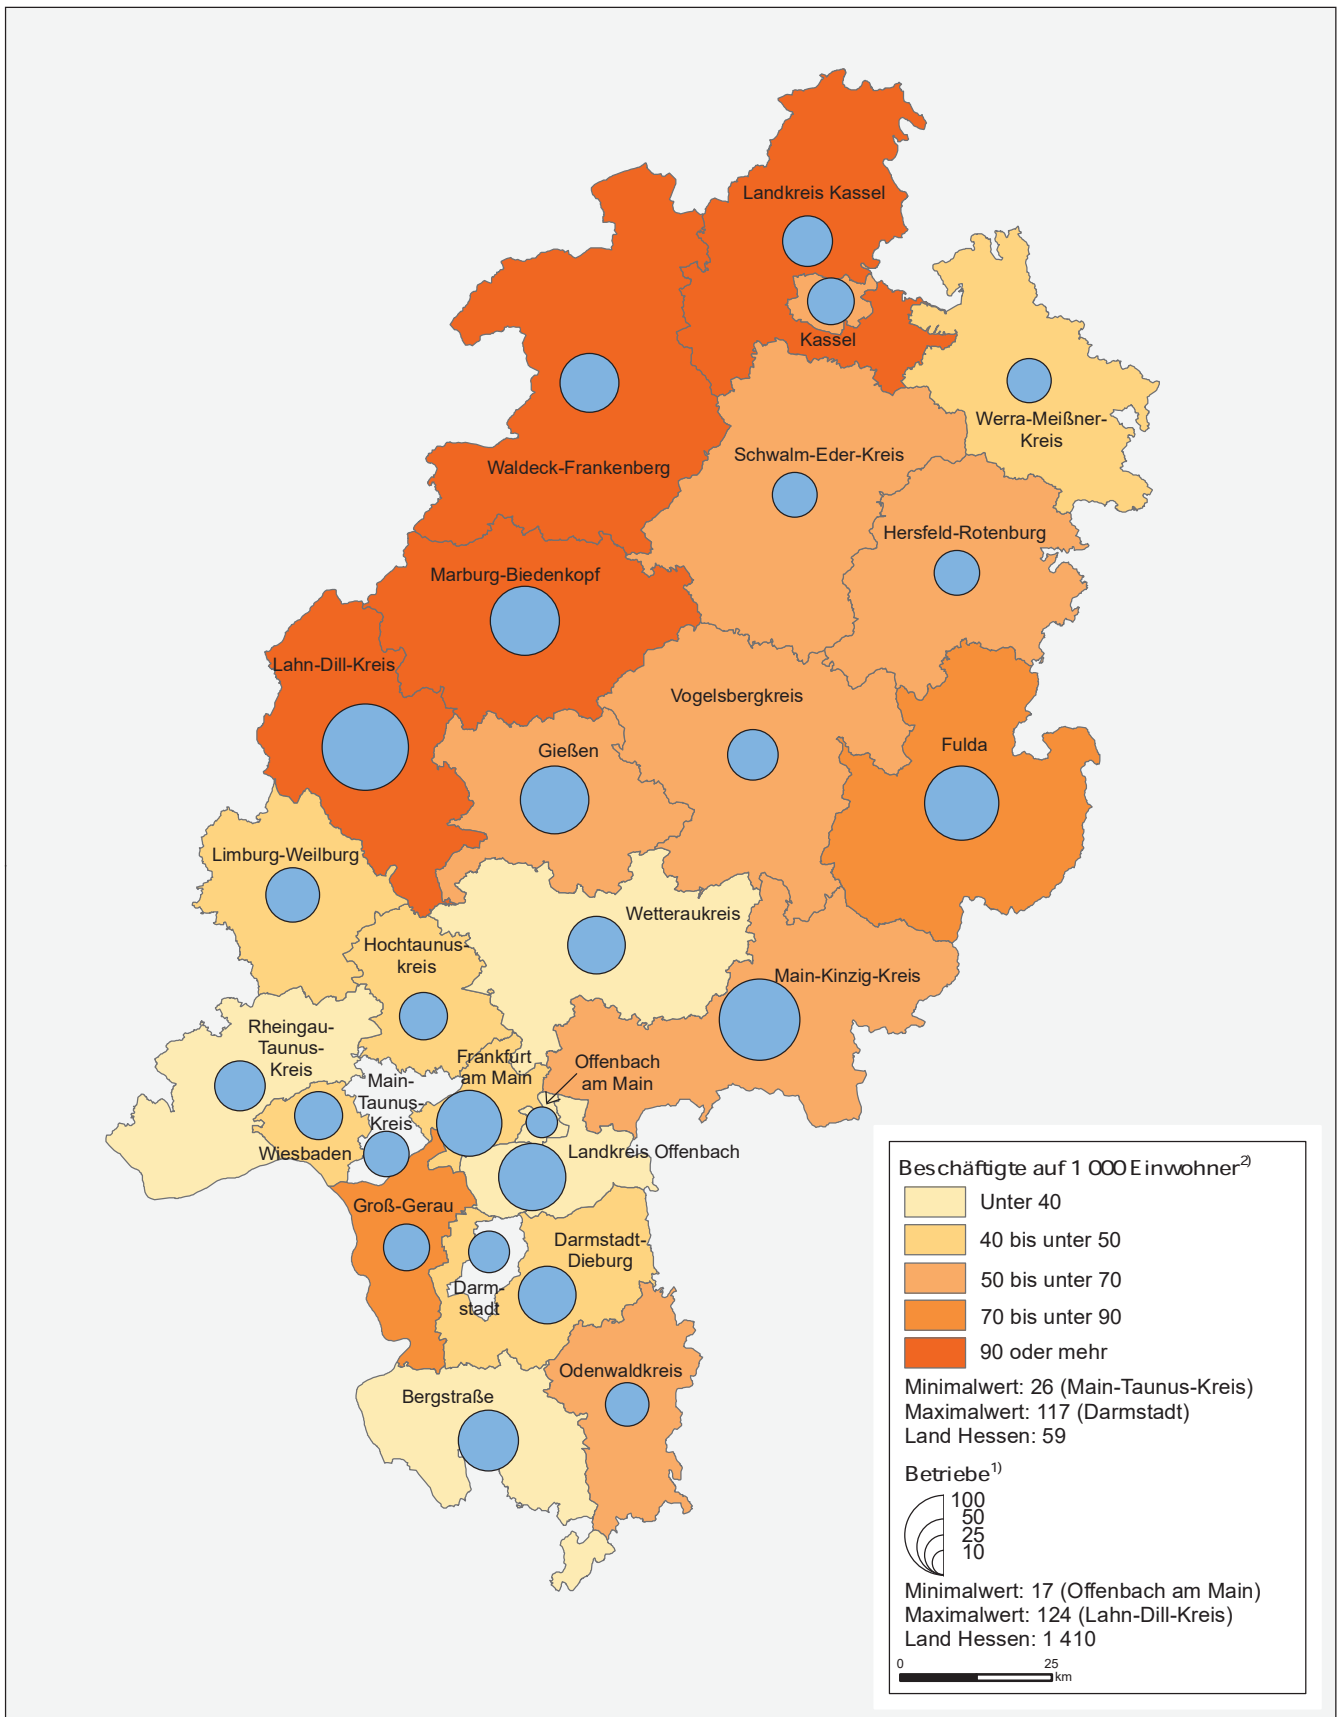 Landkreis Kassel
Kassel
Werra-Meißner-
Kreis
Schwalm-Eder-Kreis
Waldeck-Frankenberg
Hersfeld-Rotenburg
Marburg-Biedenkopf
Lahn-Dill-Kreis
Vogelsbergkreis
Gießen
Fulda
Limburg-Weilburg
Wetteraukreis
Hochtaunus-
kreis
Main-Kinzig-Kreis
Rheingau-
Taunus-
Kreis
Frankfurt
am Main
Offenbach
am Main
Main-
Taunus-
Kreis
Wiesbaden
Landkreis Offenbach
Groß-Gerau
Darmstadt-
Dieburg
Darm-
stadt
Odenwaldkreis
Bergstraße
Beschäftigte auf 1 000 Einwohner2)
Unter 40
40 bis unter 50
50 bis unter 70
70 bis unter 90
90 oder mehr
Minimalwert: 26 (Main-Taunus-Kreis)
Maximalwert: 117 (Darmstadt)
Land Hessen: 59
Betriebe1)
100
50
25
10
Minimalwert: 17 (Offenbach am Main)
Maximalwert: 124 (Lahn-Dill-Kreis)
Land Hessen: 1 410
0 25
km